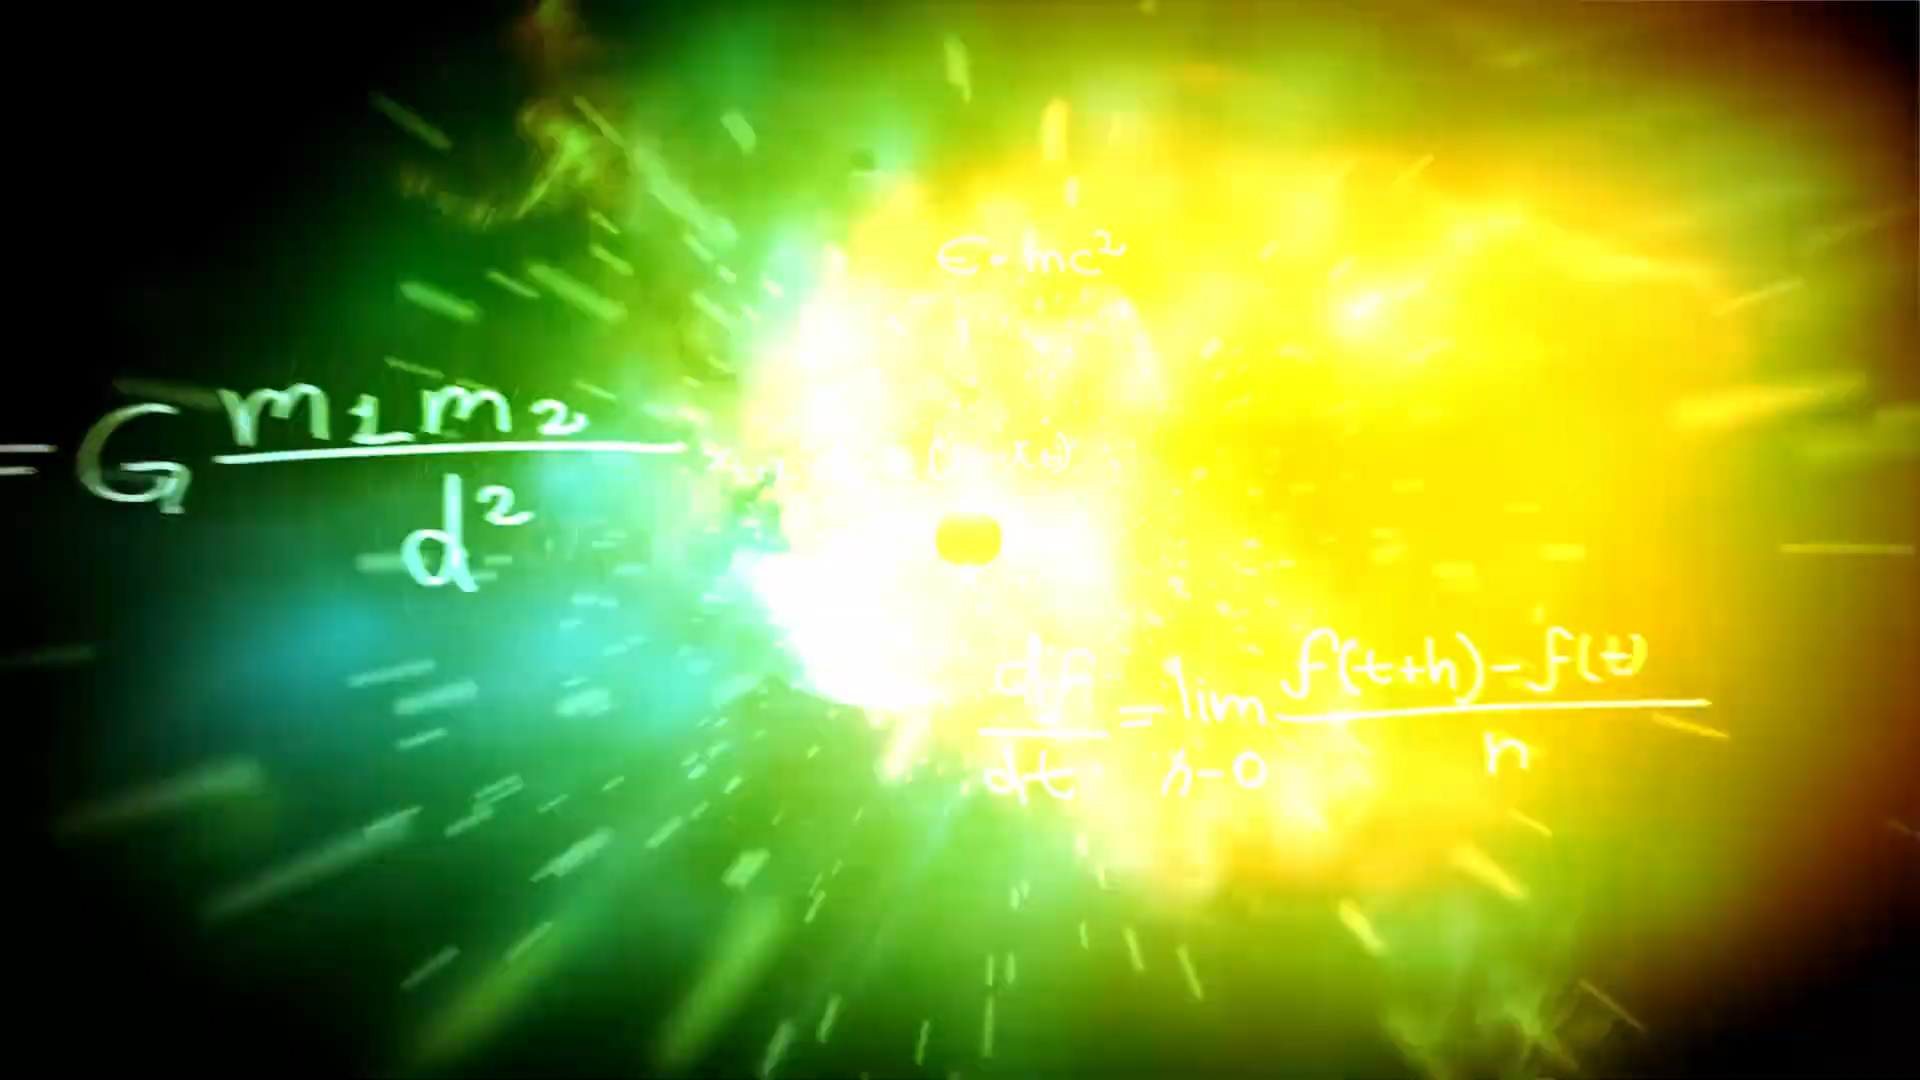 E=mc²
= G m₁m₂ / d²
df/dt = lim h→0 f(t+h)-f(t) / h